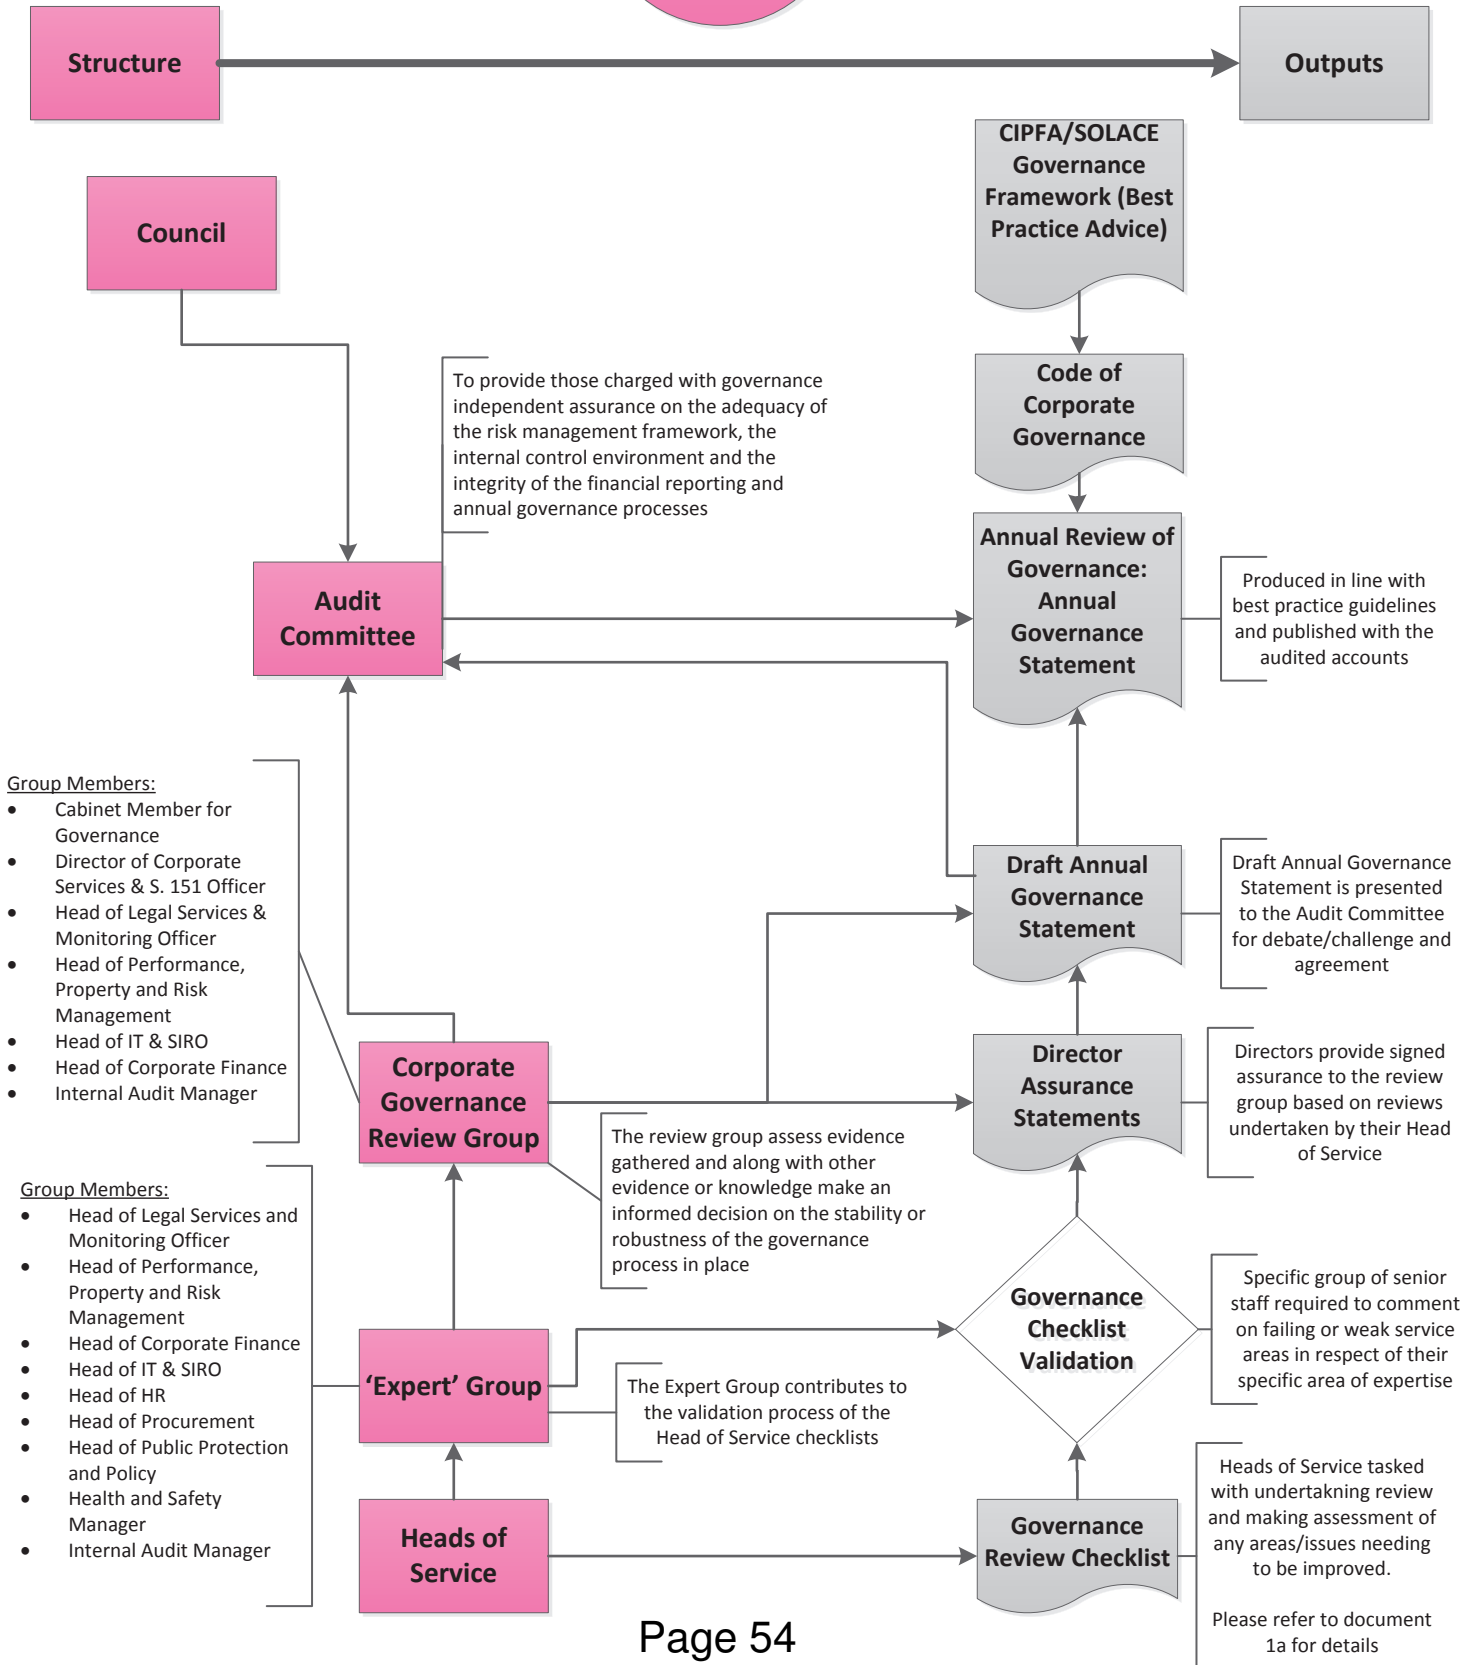 Structure
Outputs
CIPFA/SOLACE
Governance
Framework (Best
Practice Advice)
Council
To provide those charged with governance
independent assurance on the adequacy of
the risk management framework, the
internal control environment and the
integrity of the financial reporting and
annual governance processes
Code of
Corporate
Governance
Annual Review of
Governance:
Annual
Governance
Statement
Produced in line with
best practice guidelines
and published with the
audited accounts
Audit
Committee
Group Members:
• Cabinet Member for
Governance
• Director of Corporate
Services & S. 151 Officer
• Head of Legal Services &
Monitoring Officer
• Head of Performance,
Property and Risk
Management
• Head of IT & SIRO
• Head of Corporate Finance
• Internal Audit Manager
Draft Annual
Governance
Statement
Draft Annual Governance
Statement is presented
to the Audit Committee
for debate/challenge and
agreement
Corporate
Governance
Review Group
Director
Assurance
Statements
Directors provide signed
assurance to the review
group based on reviews
undertaken by their Head
of Service
The review group assess evidence
gathered and along with other
evidence or knowledge make an
informed decision on the stability or
robustness of the governance
process in place
Group Members:
• Head of Legal Services and
Monitoring Officer
• Head of Performance,
Property and Risk
Management
• Head of Corporate Finance
• Head of IT & SIRO
• Head of HR
• Head of Procurement
• Head of Public Protection
and Policy
• Health and Safety
Manager
• Internal Audit Manager
Governance
Checklist
Validation
Specific group of senior
staff required to comment
on failing or weak service
areas in respect of their
specific area of expertise
‘Expert’ Group
The Expert Group contributes to
the validation process of the
Head of Service checklists
Heads of
Service
Governance
Review Checklist
Heads of Service tasked
with undertakning review
and making assessment of
any areas/issues needing
to be improved.
Please refer to document
1a for details
Page 54